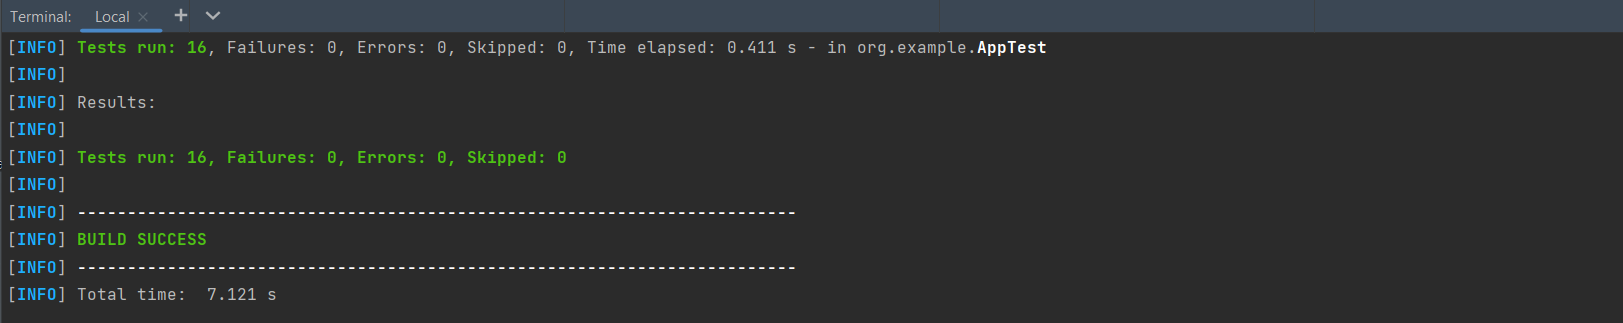 Terminal: Local × + ⌄
[INFO] Tests run: 16, Failures: 0, Errors: 0, Skipped: 0, Time elapsed: 0.411 s - in org.example.AppTest
[INFO]
[INFO] Results:
[INFO]
[INFO] Tests run: 16, Failures: 0, Errors: 0, Skipped: 0
[INFO]
[INFO] ------------------------------------------------------------------------
[INFO] BUILD SUCCESS
[INFO] ------------------------------------------------------------------------
[INFO] Total time:  7.121 s